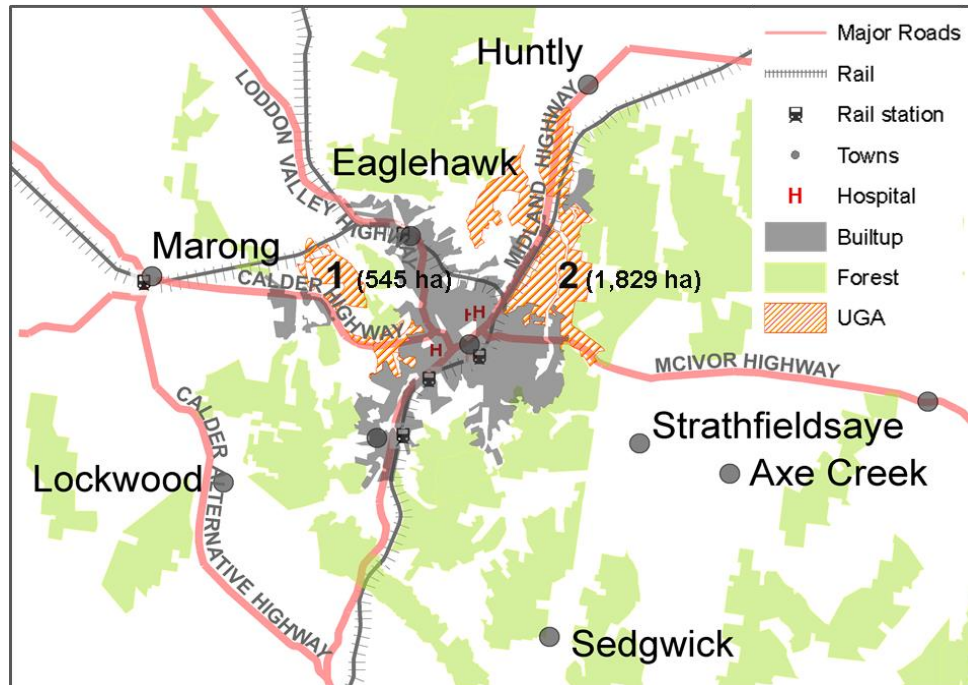 Huntly
Major Roads
Rail
Rail station
Towns
H Hospital
Builtup
Forest
UGA
LODDON VALLEY HIGHWAY
Eaglehawk
MIDLAND HIGHWAY
Marong
1 (545 ha)
2 (1,829 ha)
CALDER HIGHWAY
H
H
H
MCIVOR HIGHWAY
CALDER ALTERNATIVE HIGHWAY
Strathfieldsaye
Lockwood
Axe Creek
Sedgwick